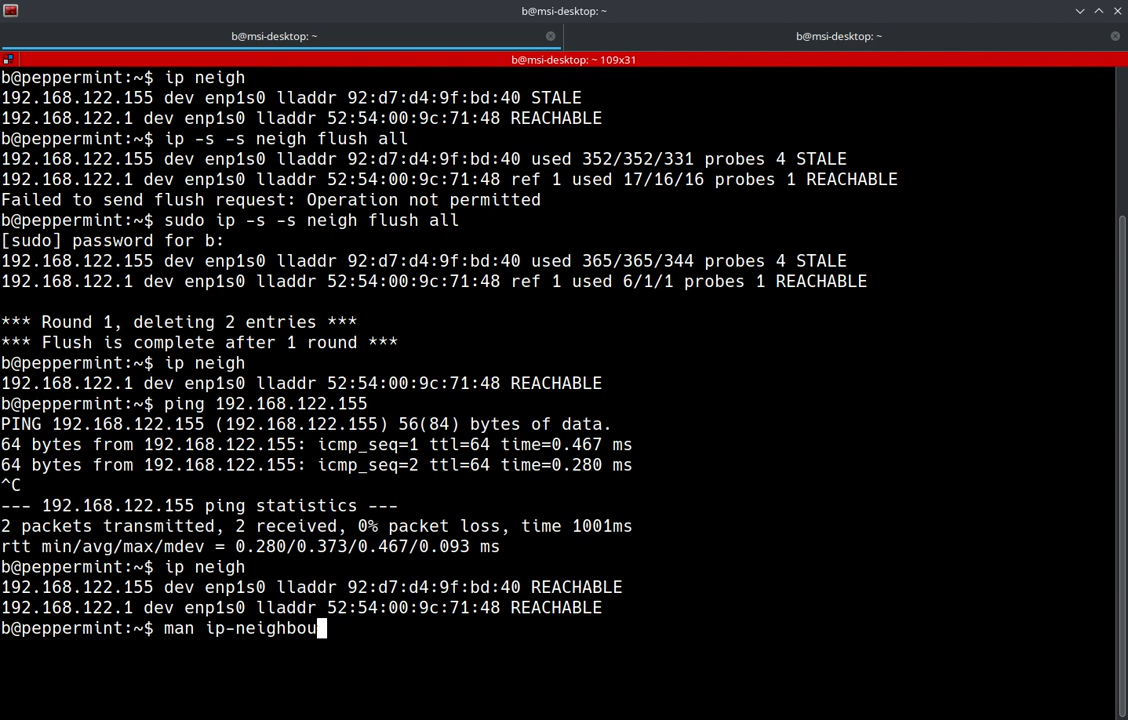 b@msi-desktop: ~
b@msi-desktop: ~
b@msi-desktop: ~
b@msi-desktop: ~ 109x31
b@peppermint:~$ ip neigh
192.168.122.155 dev enp1s0 lladdr 92:d7:d4:9f:bd:40 STALE
192.168.122.1 dev enp1s0 lladdr 52:54:00:9c:71:48 REACHABLE
b@peppermint:~$ ip -s -s neigh flush all
192.168.122.155 dev enp1s0 lladdr 92:d7:d4:9f:bd:40 used 352/352/331 probes 4 STALE
192.168.122.1 dev enp1s0 lladdr 52:54:00:9c:71:48 ref 1 used 17/16/16 probes 1 REACHABLE
Failed to send flush request: Operation not permitted
b@peppermint:~$ sudo ip -s -s neigh flush all
[sudo] password for b:
192.168.122.155 dev enp1s0 lladdr 92:d7:d4:9f:bd:40 used 365/365/344 probes 4 STALE
192.168.122.1 dev enp1s0 lladdr 52:54:00:9c:71:48 ref 1 used 6/1/1 probes 1 REACHABLE
*** Round 1, deleting 2 entries ***
*** Flush is complete after 1 round ***
b@peppermint:~$ ip neigh
192.168.122.1 dev enp1s0 lladdr 52:54:00:9c:71:48 REACHABLE
b@peppermint:~$ ping 192.168.122.155
PING 192.168.122.155 (192.168.122.155) 56(84) bytes of data.
64 bytes from 192.168.122.155: icmp_seq=1 ttl=64 time=0.467 ms
64 bytes from 192.168.122.155: icmp_seq=2 ttl=64 time=0.280 ms
^C
--- 192.168.122.155 ping statistics ---
2 packets transmitted, 2 received, 0% packet loss, time 1001ms
rtt min/avg/max/mdev = 0.280/0.373/0.467/0.093 ms
b@peppermint:~$ ip neigh
192.168.122.155 dev enp1s0 lladdr 92:d7:d4:9f:bd:40 REACHABLE
192.168.122.1 dev enp1s0 lladdr 52:54:00:9c:71:48 REACHABLE
b@peppermint:~$ man ip-neighbou